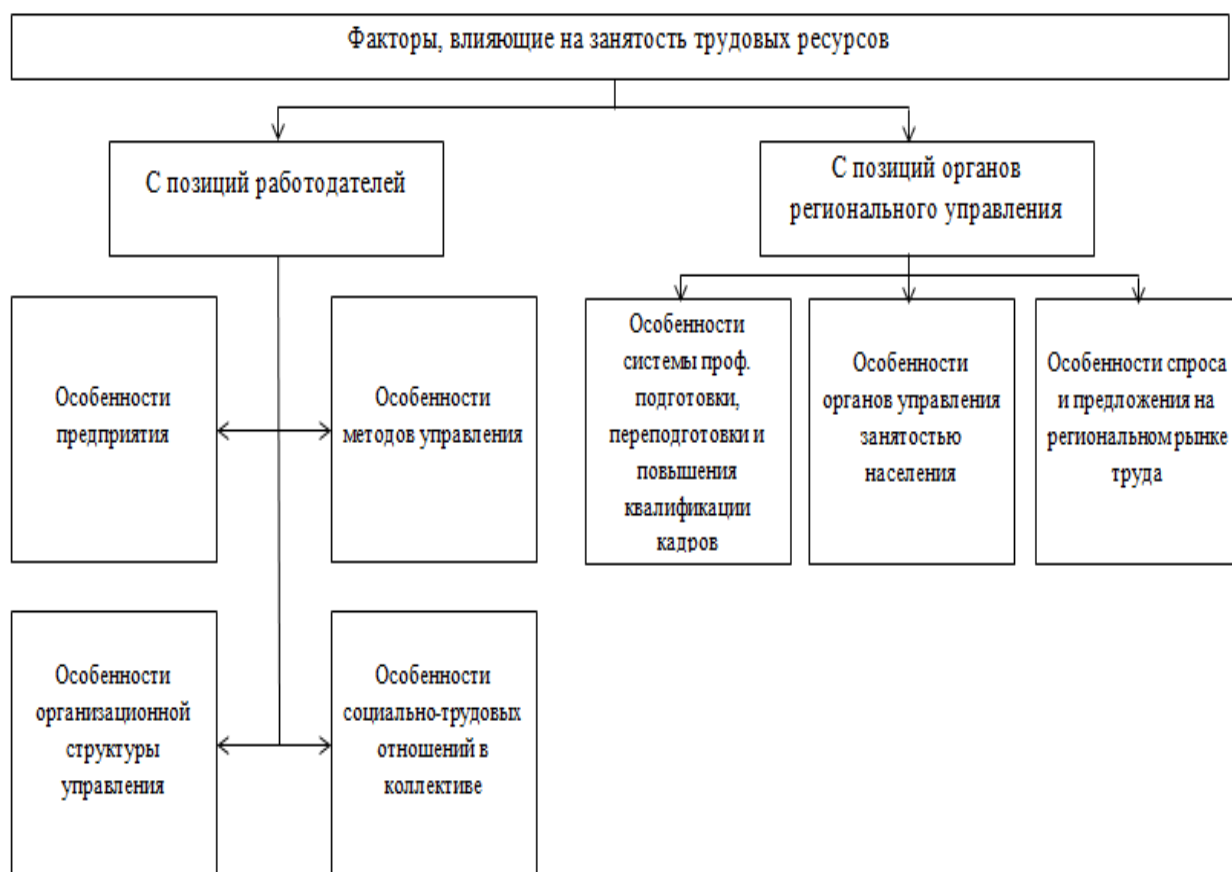 Факторы, влияющие на занятость трудовых ресурсов
С позиций работодателей
С позиций органов
регионального управления
Особенности
предприятия
Особенности
методов управления
Особенности
системы проф.
подготовки,
переподготовки и
повышения
квалификации
кадров
Особенности
органов управления
занятостью
населения
Особенности спроса
и предложения на
региональном рынке
труда
Особенности
организационной
структуры
управления
Особенности
социально-трудовых
отношений в
коллективе